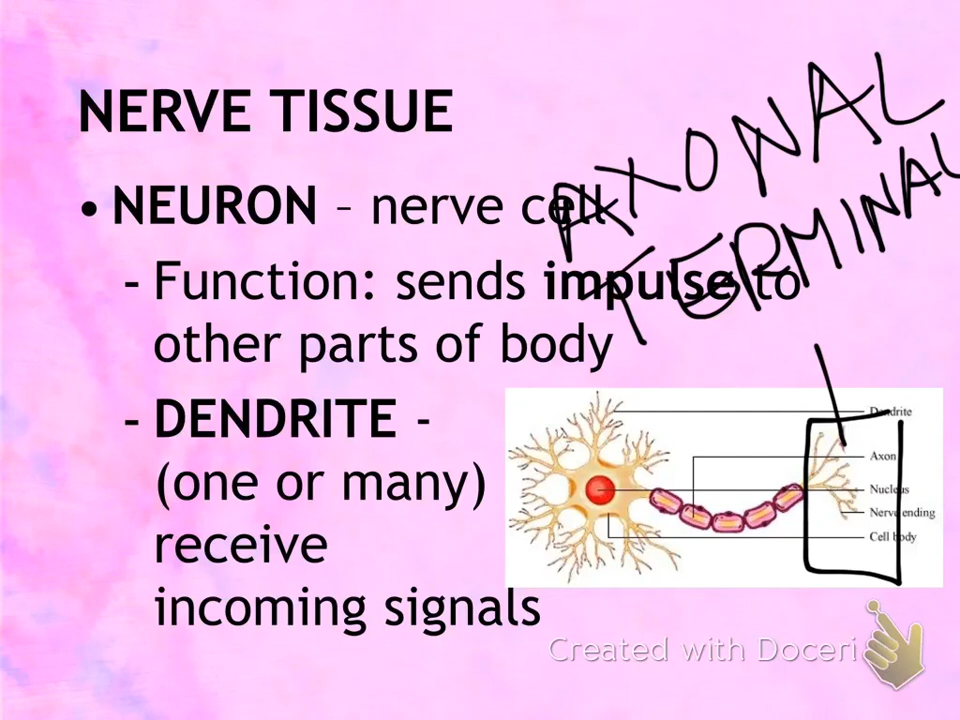 NERVE TISSUE
AXONAL
TERMINAL
• NEURON – nerve cell
- Function: sends impulse to
other parts of body
- DENDRITE -
(one or many)
receive
incoming signals
Dendrite
Axon
Nucleus
Nerve ending
Cell body
Created with Doceri